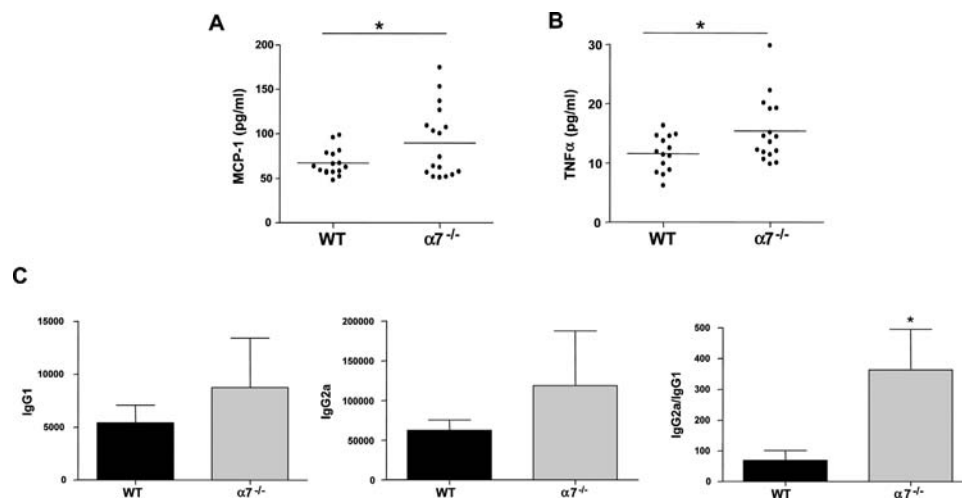 A
*
200
150
100
50
0
MCP-1 (pg/ml)
WT
α7 -/-
B
*
30
20
10
0
TNFα (pg/ml)
WT
α7 -/-
C
15000
10000
5000
0
IgG1
WT
α7 -/-
200000
150000
100000
50000
0
IgG2a
WT
α7 -/-
*
500
400
300
200
100
0
IgG2a/IgG1
WT
α7 -/-